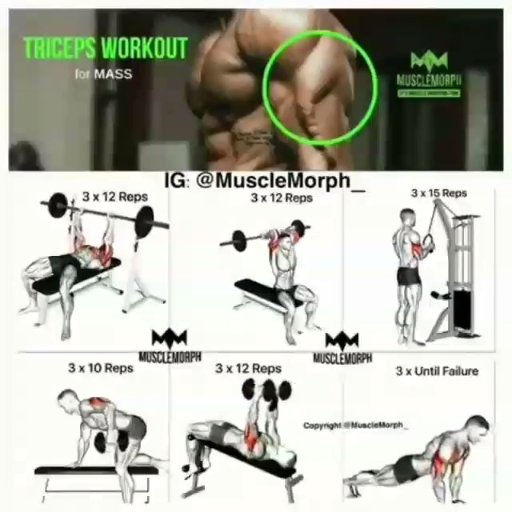 TRICEPS WORKOUT
for MASS
MUSCLEMORPH
IG: @MuscleMorph_
3 x 12 Reps
3 x 12 Reps
3 x 15 Reps
MUSCLEMORPH
MUSCLEMORPH
3 x 10 Reps
3 x 12 Reps
3 x Until Failure
Copyright @MuscleMorph_